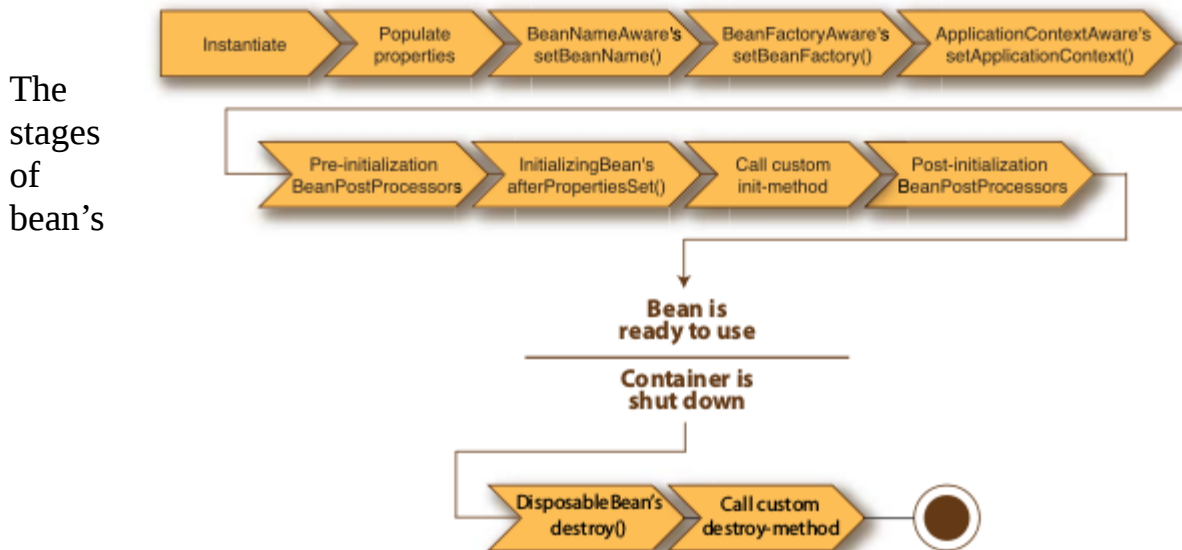 The
stages
of
bean’s
Instantiate
Populate
properties
BeanNameAware's
setBeanName()
BeanFactoryAware's
setBeanFactory()
ApplicationContextAware's
setApplicationContext()
Pre-initialization
BeanPostProcessors
InitializingBean's
afterPropertiesSet()
Call custom
init-method
Post-initialization
BeanPostProcessors
Bean is
ready to use
Container is
shut down
DisposableBean's
destroy()
Call custom
destroy-method